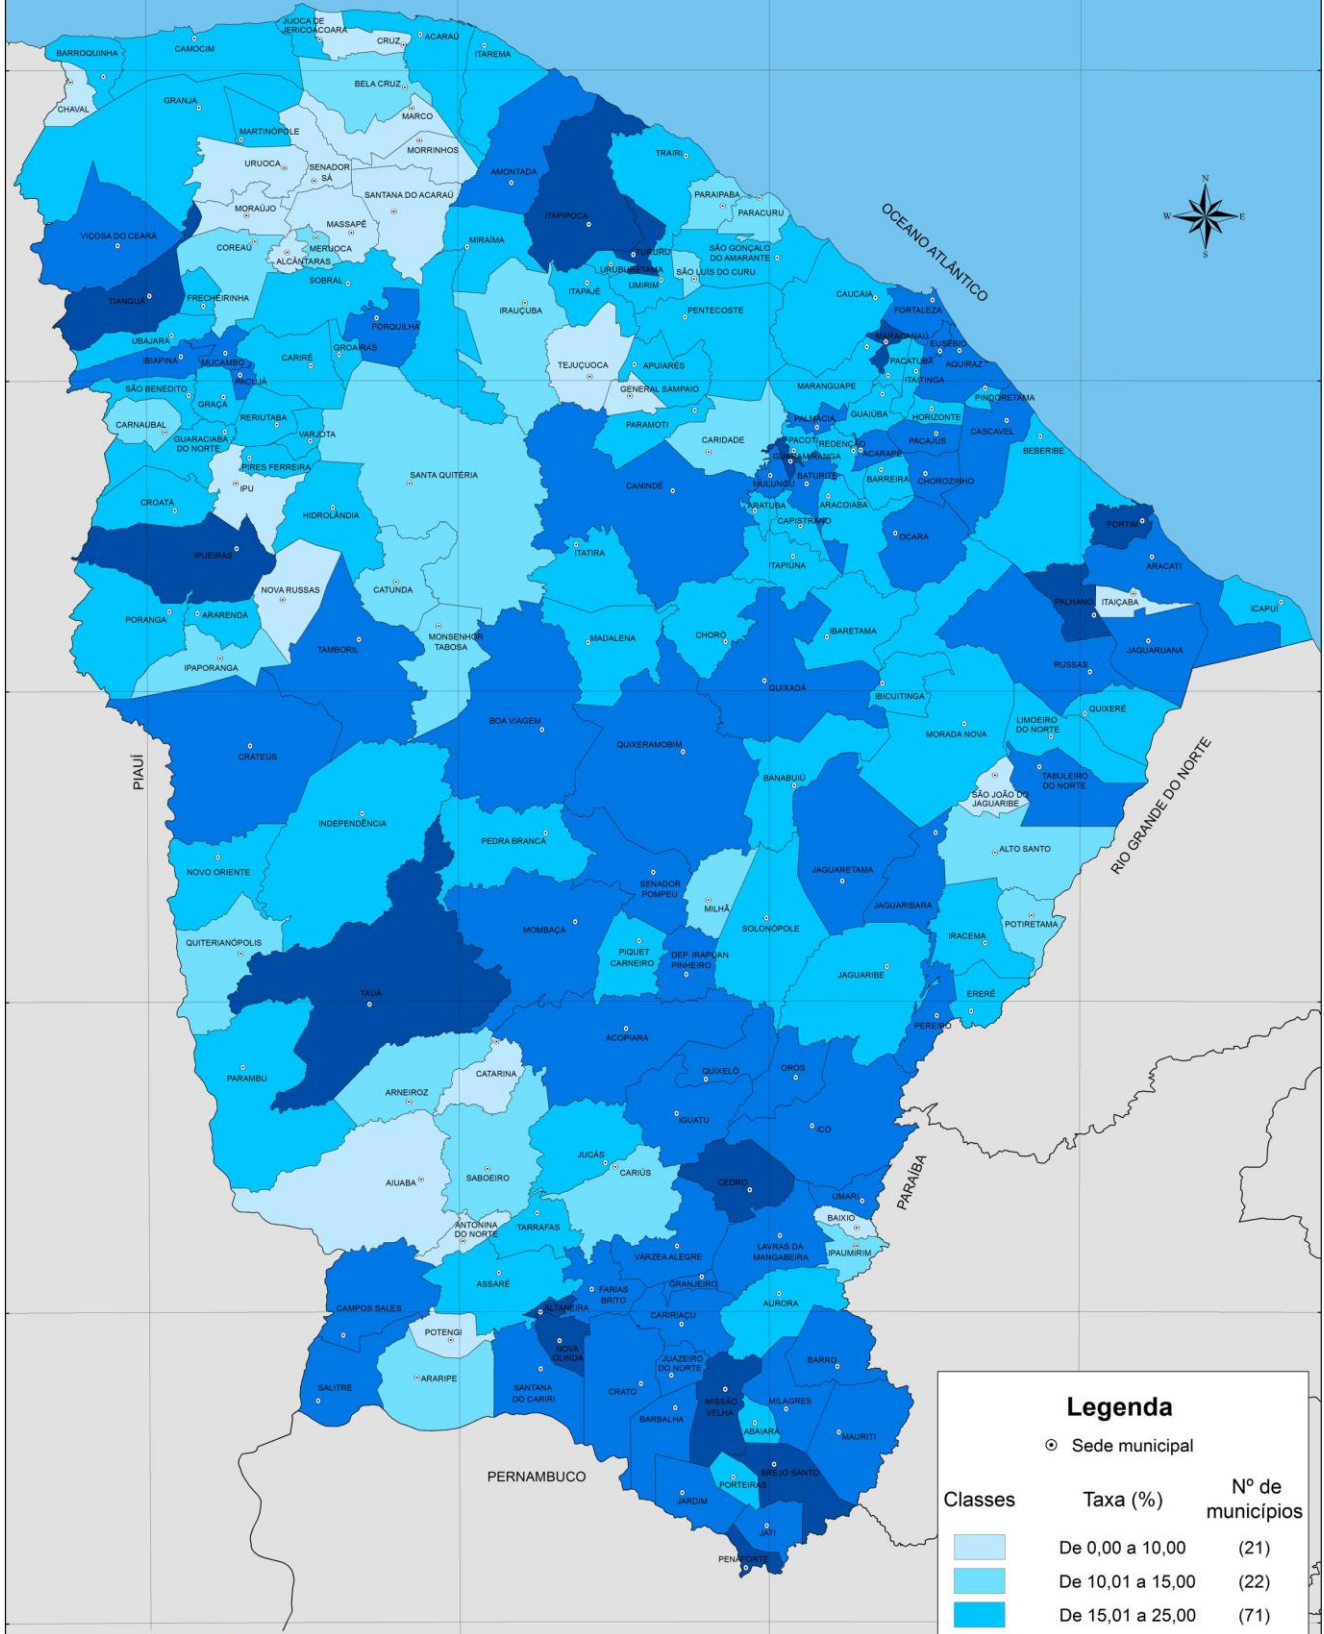 JIJOCA DE
JERICOACOARA
CRUZ
ACARAÚ
BARROQUINHA
CAMOCIM
ITAREMA
BELA CRUZ
CHAVAL
GRANJA
MARCO
MARTINÓPOLE
MORRINHOS
TRAIRI
URUOCA
SENADOR
SÁ
AMONTADA
SANTANA DO ACARAÚ
PARAIPABA
PARACURU
MORAÚJO
ITAPIPOCA
OCEANO ATLÂNTICO
N
W
E
S
MASSAPÊ
VIÇOSA DO CEARÁ
COREAÚ
MERUOCA
MIRAÍMA
TURURU
SÃO GONÇALO
DO AMARANTE
ALCÂNTARAS
URUBURETAMA
SÃO LUÍS DO CURU
SOBRAL
ITAPAJÉ
UMIRIM
TIANGUÁ
FRECHEIRINHA
IRAUÇUBA
CAUCAIA
FORTALEZA
PENTECOSTE
FORQUILHA
UBAJARA
MARACANAÚ
GROAÍRAS
EUSÉBIO
IBIAPINA
MUCAMBO
CARIRÉ
TEJUÇUOCA
APUIARÉS
PACATUBA
AQUIRAZ
PACUJÁ
ITAITINGA
SÃO BENEDITO
GENERAL SAMPAIO
MARANGUAPE
PINDORETAMA
GRAÇA
GUAIÚBA
HORIZONTE
CARNAUBAL
RERIUTABA
PARAMOTI
PALMÁCIA
CASCAVEL
GUARACIABA
DO NORTE
VARJOTA
CARIDADE
PACOTI
REDENÇÃO
PACAJUS
BEBERIBE
GUARAMIRANGA
ACARAPE
PIRES FERREIRA
SANTA QUITÉRIA
BATURITÉ
BARREIRA
CHOROZINHO
IPU
CANINDÉ
MULUNGU
CROATÁ
ARATUBA
ARACOIABA
HIDROLÂNDIA
CAPISTRANO
FORTIM
OCARA
IPUEIRAS
ITATIRA
ITAPIÚNA
ARACATI
NOVA RUSSAS
CATUNDA
PALHANO
ITAIÇABA
ICAPUÍ
PORANGA
ARARENDÁ
MONSENHOR
TABOSA
MADALENA
CHORÓ
IBARETAMA
JAGUARUANA
TAMBORIL
IPAPORANGA
RUSSAS
QUIXADÁ
IBICUITINGA
QUIXERÉ
BOA VIAGEM
LIMOEIRO
DO NORTE
MORADA NOVA
QUIXERAMOBIM
CRATEÚS
PIAUÍ
BANABUIÚ
TABULEIRO
DO NORTE
RIO GRANDE DO NORTE
SÃO JOÃO DO
JAGUARIBE
INDEPENDÊNCIA
PEDRA BRANCA
ALTO SANTO
NOVO ORIENTE
JAGUARETAMA
SENADOR
POMPEU
JAGUARIBARA
MILHÃ
POTIRETAMA
MOMBAÇA
SOLONÓPOLE
IRACEMA
QUITERIANÓPOLIS
PIQUET
CARNEIRO
DEP. IRAPUAN
PINHEIRO
JAGUARIBE
TAUÁ
ERERÊ
PEREIRO
ACOPIARA
PARAMBU
CATARINA
QUIXELÔ
ORÓS
ARNEIROZ
IGUATU
ICÓ
JUCÁS
CARIÚS
AIUABA
SABOEIRO
CEDRO
PARAÍBA
UMARI
ANTONINA
DO NORTE
TARRAFAS
BAIXIO
VÁRZEA ALEGRE
LAVRAS DA
MANGABEIRA
IPAUMIRIM
ASSARÉ
GRANJEIRO
FARIAS
BRITO
AURORA
CAMPOS SALES
ALTANEIRA
CARIRIAÇU
POTENGI
NOVA
OLINDA
JUAZEIRO
DO NORTE
BARRO
ARARIPE
SALITRE
SANTANA
DO CARIRI
CRATO
MISSÃO
VELHA
MILAGRES
BARBALHA
ABAIARA
MAURITI
PERNAMBUCO
PORTEIRAS
BREJO SANTO
JARDIM
JATI
PENAFORTE
Legenda
Sede municipal
Classes Taxa (%) Nº de
municípios
De 0,00 a 10,00 (21)
De 10,01 a 15,00 (22)
De 15,01 a 25,00 (71)